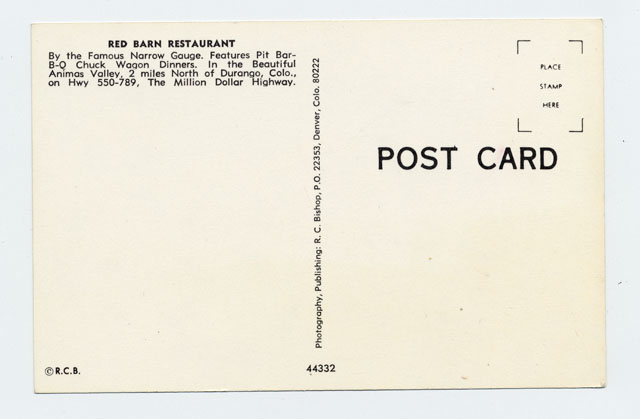 RED BARN RESTAURANT
By the Famous Narrow Gauge. Features Pit Bar-
B-Q Chuck Wagon Dinners. In the Beautiful
Animas Valley, 2 miles North of Durango, Colo.,
on Hwy 550-789, The Million Dollar Highway.
©R.C.B.
Photography, Publishing: R. C. Bishop, P.O. 22353, Denver, Colo. 80222
44332
PLACE
STAMP
HERE
POST CARD